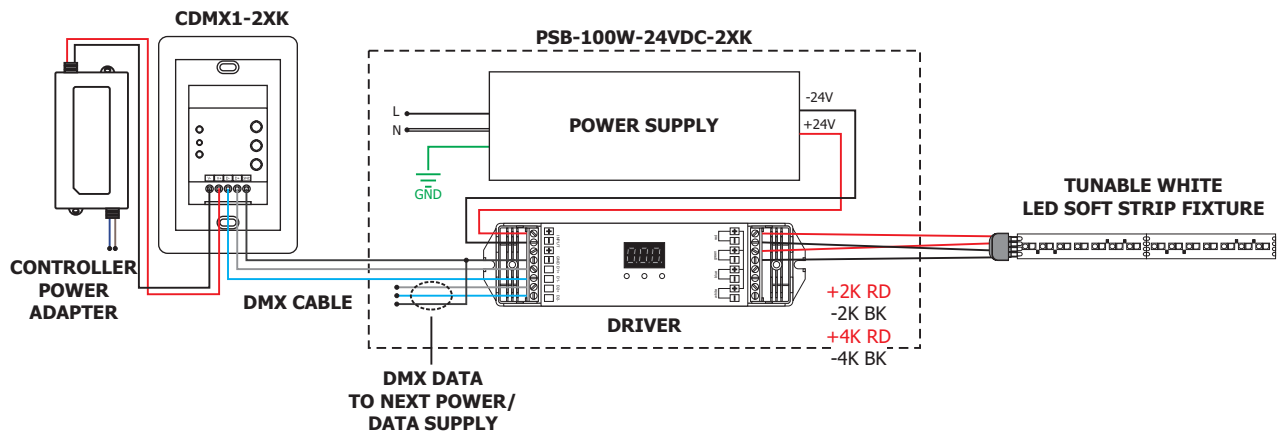 CDMX1-2XK
PSB-100W-24VDC-2XK
L
N
GND
POWER SUPPLY
-24V
+24V
TUNABLE WHITE
LED SOFT STRIP FIXTURE
CONTROLLER
POWER
ADAPTER
DMX CABLE
DRIVER
+2K RD
-2K BK
+4K RD
-4K BK
DMX DATA
TO NEXT POWER/
DATA SUPPLY